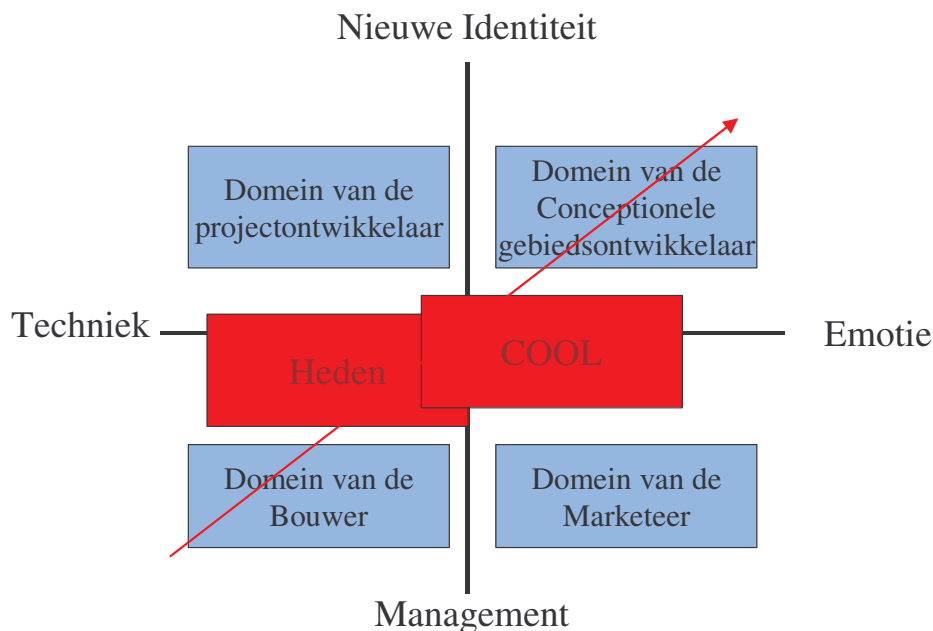 Nieuwe Identiteit
Domein van de
projectontwikkelaar
Domein van de
Conceptionele
gebiedsontwikkelaar
Techniek
Heden
COOL
Emotie
Domein van de
Bouwer
Domein van de
Marketeer
Management